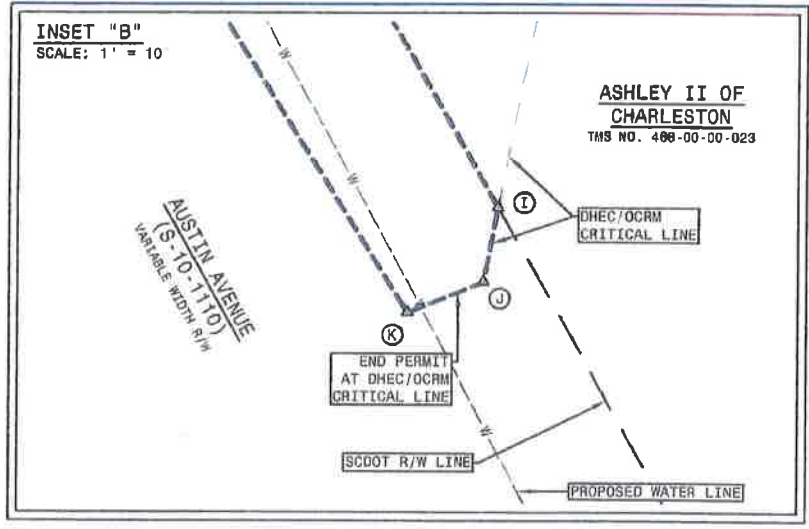 INSET "B"
SCALE: 1' = 10
ASHLEY II OF
CHARLESTON
TMS NO. 466-00-00-023
W
W
I
DHEC/OCRM
CRITICAL LINE
AUSTIN AVENUE
(S-10-1110)
VARIABLE WIDTH R/W
J
K
END PERMIT
AT DHEC/OCRM
CRITICAL LINE
W
SCDOT R/W LINE
PROPOSED WATER LINE